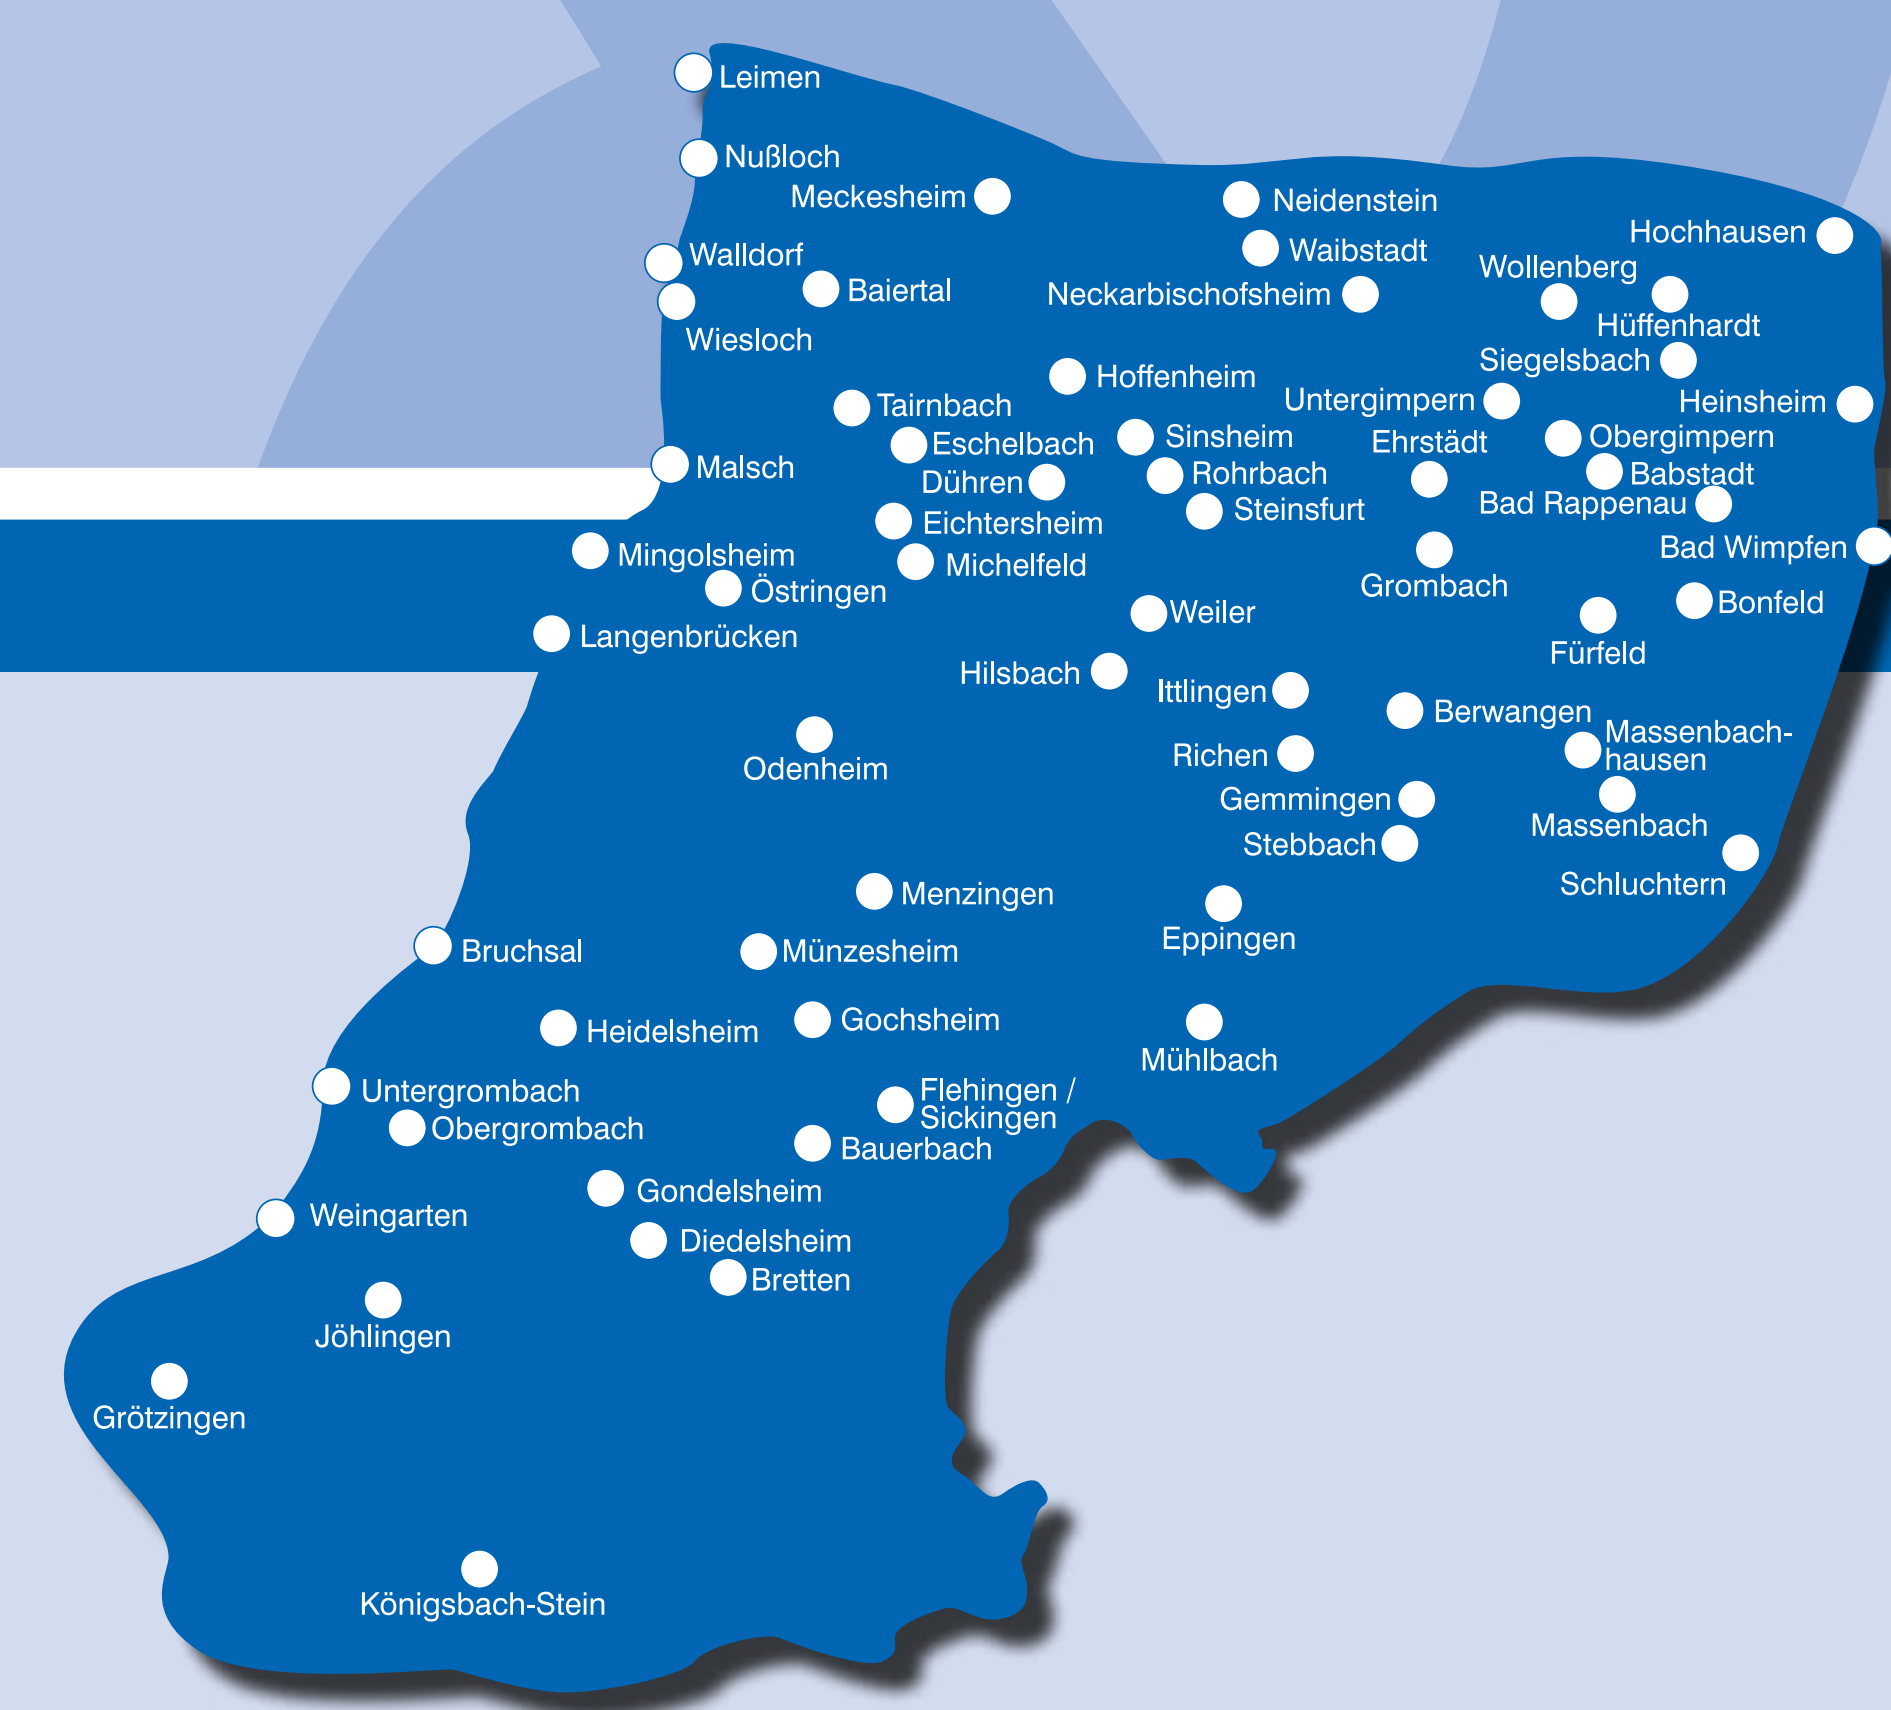 Leimen
Nußloch
Meckesheim
Neidenstein
Hochhausen
Walldorf
Waibstadt
Wollenberg
Baiertal
Neckarbischofsheim
Hüffenhardt
Wiesloch
Siegelsbach
Hoffenheim
Untergimpern
Heinsheim
Tairnbach
Eschelbach
Sinsheim
Ehrstädt
Obergimpern
Malsch
Dühren
Rohrbach
Babstadt
Steinsfurt
Bad Rappenau
Eichtersheim
Mingolsheim
Michelfeld
Bad Wimpfen
Östringen
Grombach
Bonfeld
Langenbrücken
Weiler
Fürfeld
Hilsbach
Ittlingen
Berwangen
Massenbach-
hausen
Odenheim
Richen
Gemmingen
Massenbach
Stebbach
Schluchtern
Menzingen
Eppingen
Bruchsal
Münzesheim
Heidelsheim
Gochsheim
Mühlbach
Untergrombach
Flehingen /
Sickingen
Obergrombach
Bauerbach
Gondelsheim
Weingarten
Diedelsheim
Bretten
Jöhlingen
Grötzingen
Königsbach-Stein